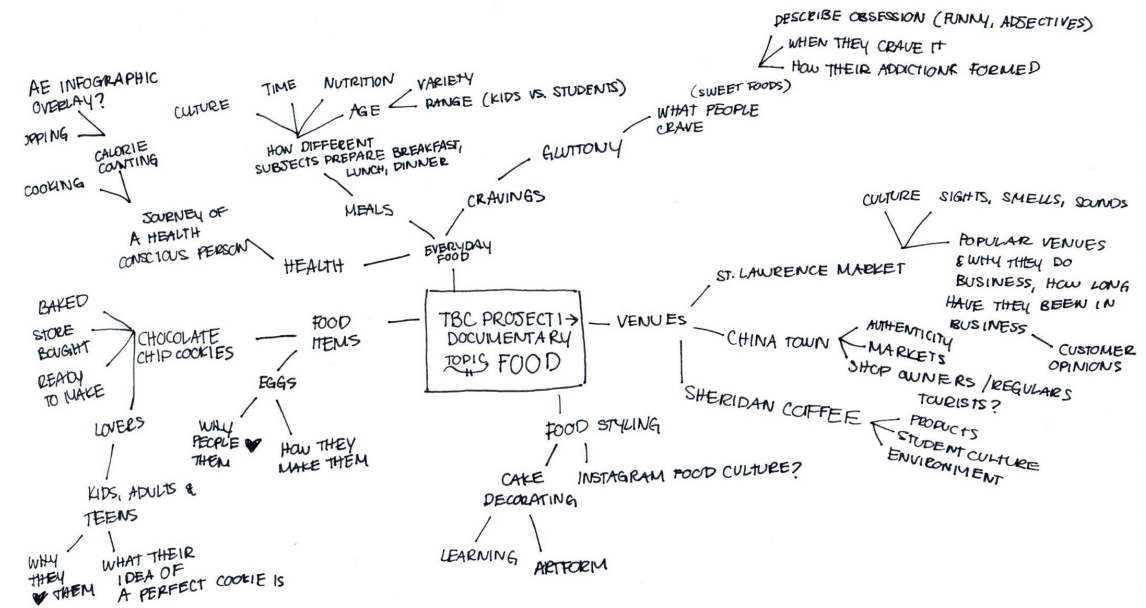 DESCRIBE OBSESSION (FUNNY, ADJECTIVES)
WHEN THEY CRAVE IT
HOW THEIR ADDICTIONS FORMED
(SWEET FOODS)
WHAT PEOPLE
CRAVE
GLUTTONY
CRAVINGS
AE INFOGRAPHIC
OVERLAY?
CALORIE
COUNTING
COOKING
JOURNEY OF
A HEALTH
CONSCIOUS PERSON
HEALTH
CULTURE
TIME
NUTRITION
AGE
VARIETY
RANGE (KIDS VS. STUDENTS)
HOW DIFFERENT
SUBJECTS PREPARE BREAKFAST,
LUNCH, DINNER
MEALS
EVERYDAY
FOOD
TBC PROJECT 1→
DOCUMENTARY
TOPIC FOOD
FOOD
ITEMS
CHOCOLATE
CHIP COOKIES
BAKED
STORE
BOUGHT
READY
TO MAKE
LOVERS
KIDS, ADULTS &
TEENS
WHY
THEY
♥ THEM
WHAT THEIR
IDEA OF
A PERFECT COOKIE IS
EGGS
WHY
PEOPLE ♥
THEM
HOW THEY
MAKE THEM
FOOD STYLING
CAKE
DECORATING
INSTAGRAM FOOD CULTURE?
LEARNING
ARTFORM
VENUES
ST. LAWRENCE MARKET
CULTURE
SIGHTS, SMELLS, SOUNDS
POPULAR VENUES
& WHY THEY DO
BUSINESS, HOW LONG
HAVE THEY BEEN IN
BUSINESS
CUSTOMER
OPINIONS
CHINA TOWN
AUTHENTICITY
MARKETS
SHOP OWNERS / REGULARS
TOURISTS?
SHERIDAN COFFEE
PRODUCTS
STUDENT CULTURE
ENVIRONMENT